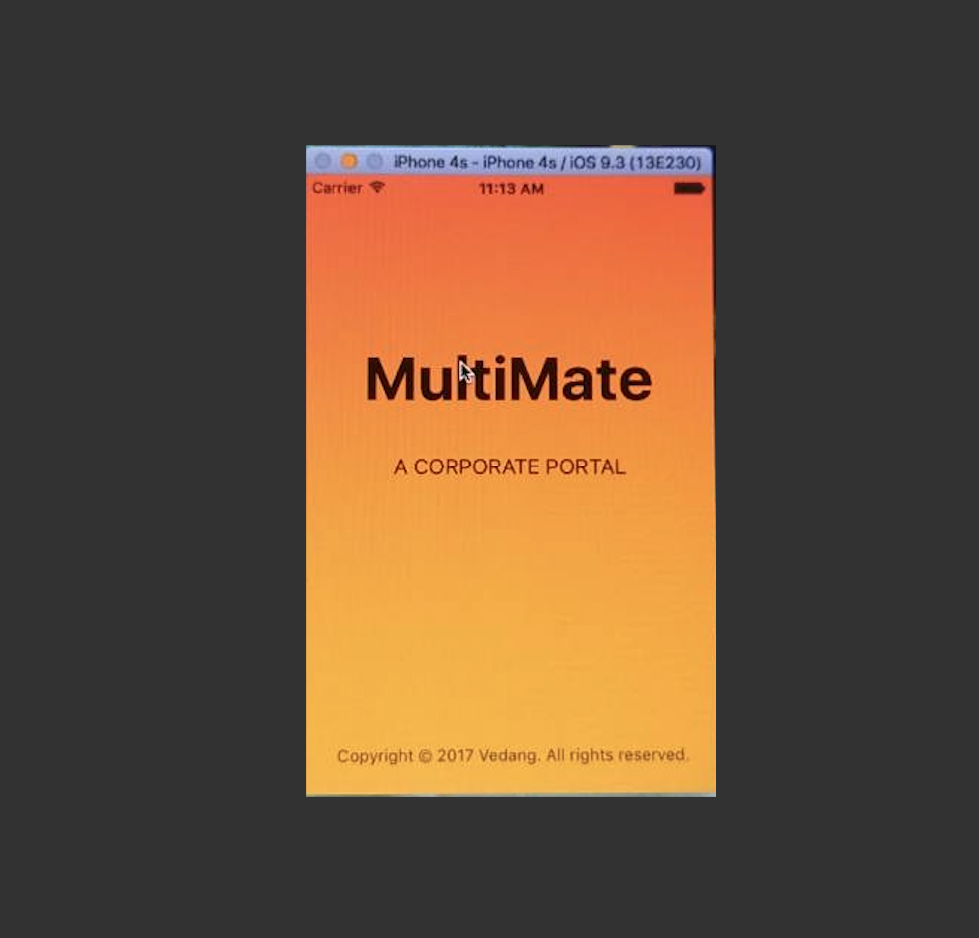 iPhone 4s - iPhone 4s / iOS 9.3 (13E230)
Carrier 11:13 AM
MultiMate
A CORPORATE PORTAL
Copyright © 2017 Vedang. All rights reserved.